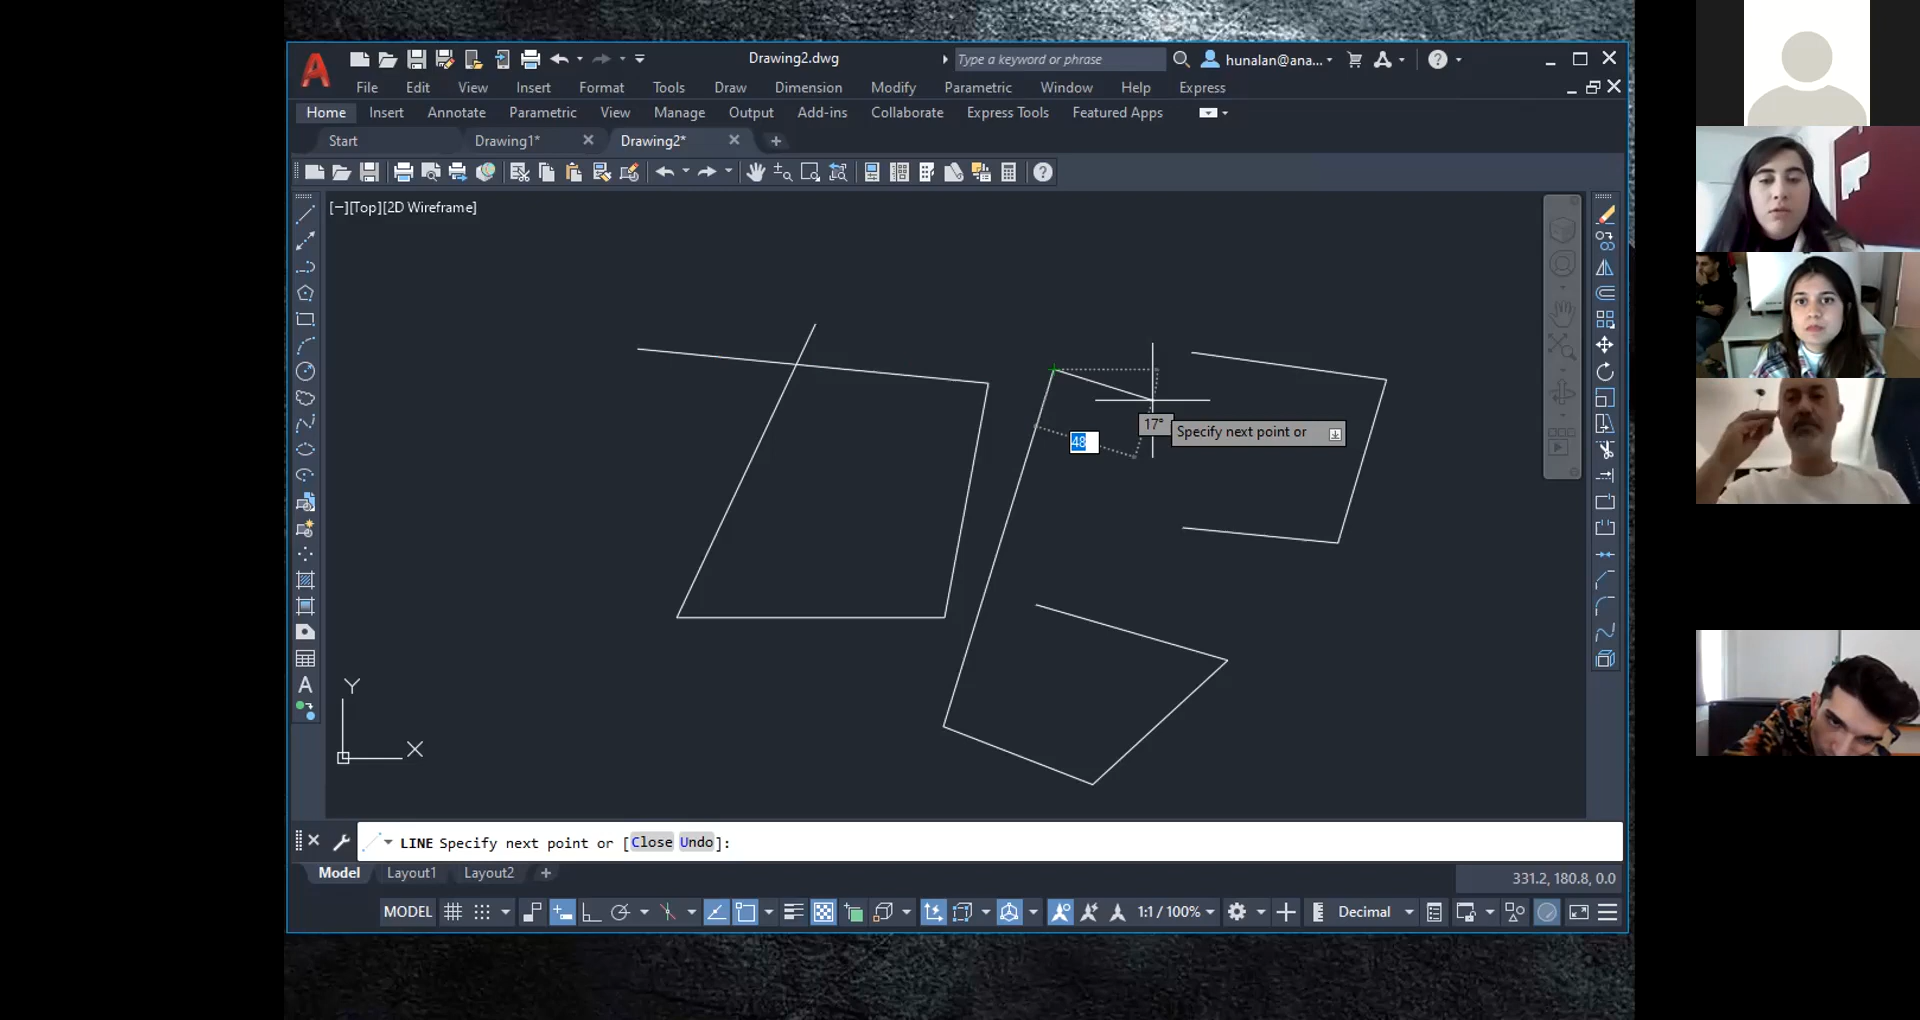 Drawing2.dwg
Type a keyword or phrase
hunalan@ana...
File Edit View Insert Format Tools Draw Dimension Modify Parametric Window Help Express
Home Insert Annotate Parametric View Manage Output Add-ins Collaborate Express Tools Featured Apps
Start Drawing1* Drawing2*
[−][Top][2D Wireframe]
17°
Specify next point or
48
Y
X
LINE Specify next point or [Close Undo]:
Model Layout1 Layout2
331.2, 180.8, 0.0
MODEL 1:1 / 100% Decimal